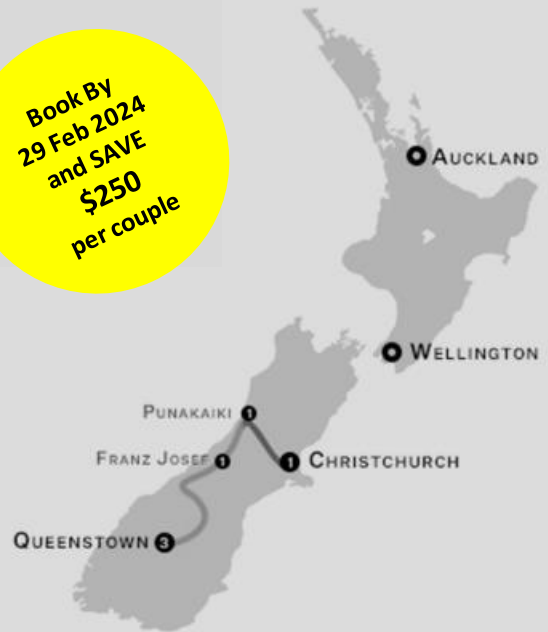 Book By
29 Feb 2024
and SAVE
$250
per couple
AUCKLAND
WELLINGTON
PUNAKAIKI 1
FRANZ JOSEF 1
1 CHRISTCHURCH
QUEENSTOWN 3